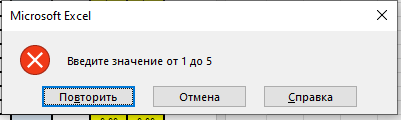 Microsoft Excel
Введите значение от 1 до 5
Повторить
Отмена
Справка